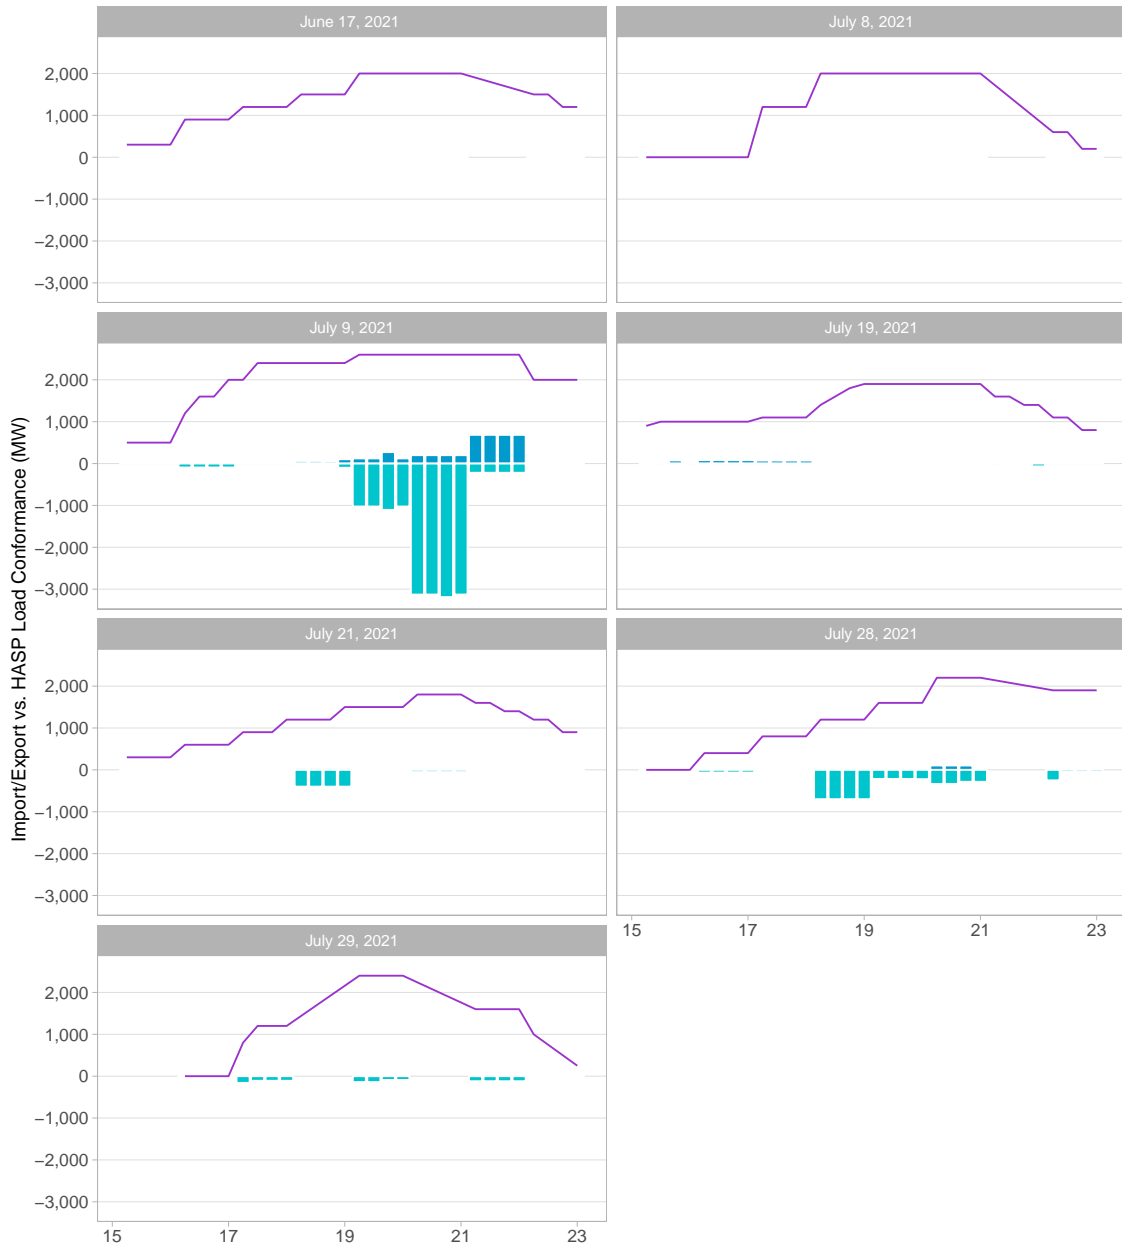 June 17, 2021
July 8, 2021
2,000
1,000
0
−1,000
−2,000
−3,000
July 9, 2021
July 19, 2021
2,000
1,000
0
−1,000
−2,000
−3,000
Import/Export vs. HASP Load Conformance (MW)
July 21, 2021
July 28, 2021
2,000
1,000
0
−1,000
−2,000
−3,000
15 17 19 21 23
July 29, 2021
2,000
1,000
0
−1,000
−2,000
−3,000
15 17 19 21 23